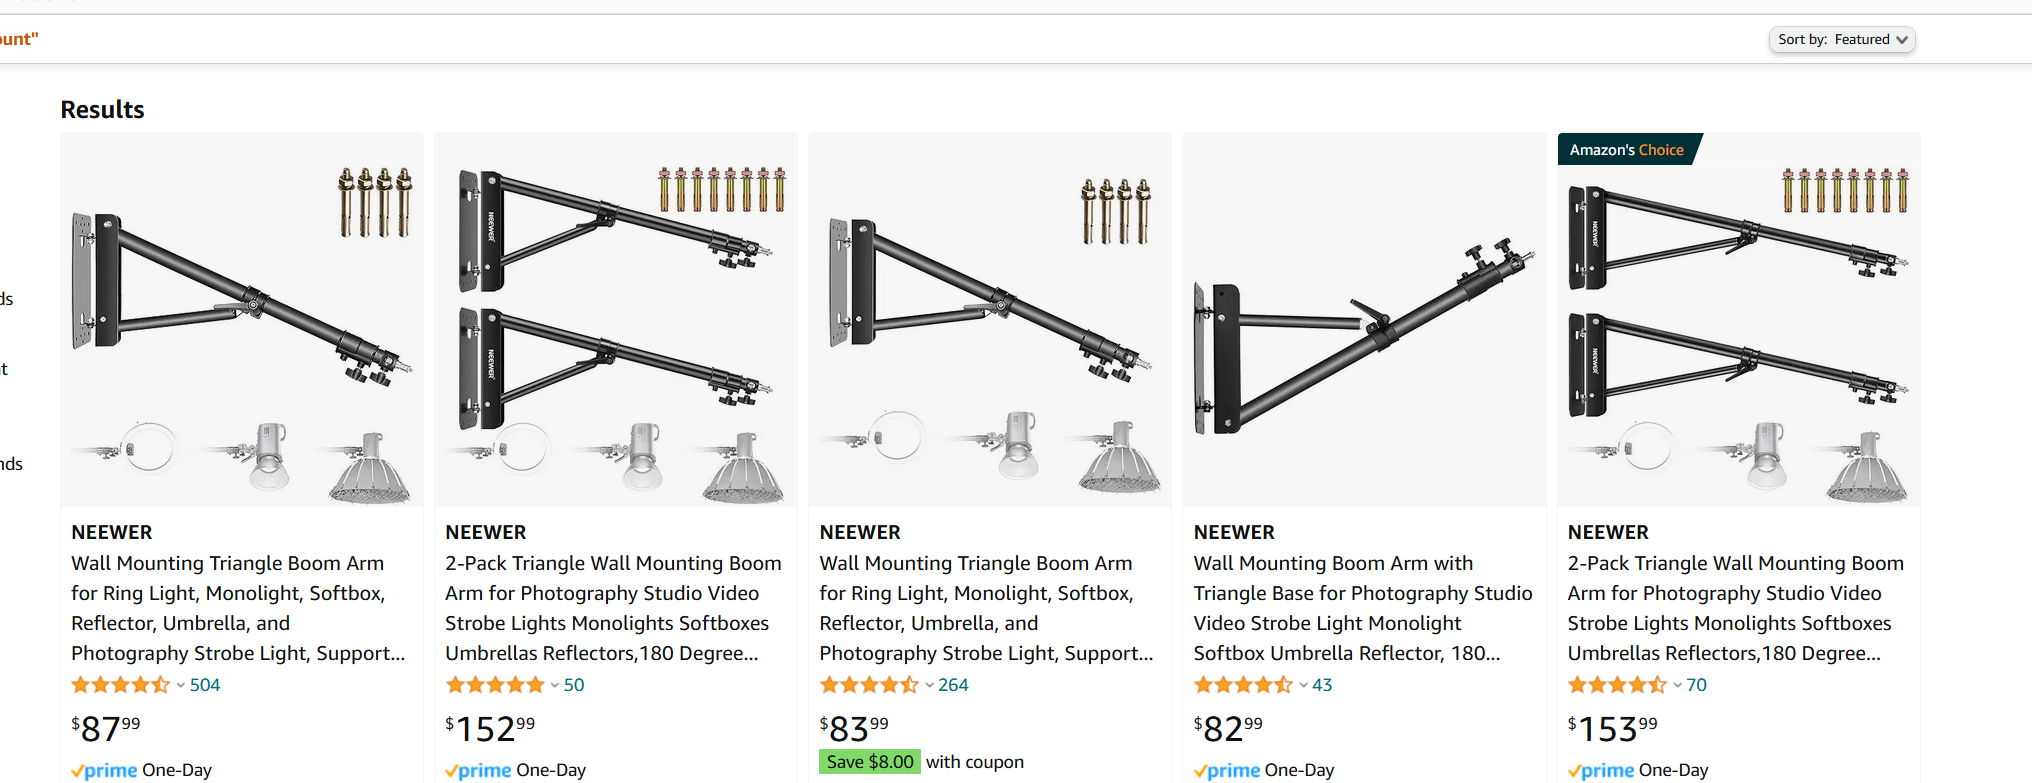 ount"
Sort by: Featured
Results
ds
t
nds
NEEWER
Wall Mounting Triangle Boom Arm
for Ring Light, Monolight, Softbox,
Reflector, Umbrella, and
Photography Strobe Light, Support...
504
$87.99
prime One-Day
NEEWER
NEEWER
NEEWER
2-Pack Triangle Wall Mounting Boom
Arm for Photography Studio Video
Strobe Lights Monolights Softboxes
Umbrellas Reflectors,180 Degree...
50
$152.99
prime One-Day
NEEWER
Wall Mounting Triangle Boom Arm
for Ring Light, Monolight, Softbox,
Reflector, Umbrella, and
Photography Strobe Light, Support...
264
$83.99
Save $8.00 with coupon
NEEWER
Wall Mounting Boom Arm with
Triangle Base for Photography Studio
Video Strobe Light Monolight
Softbox Umbrella Reflector, 180...
43
$82.99
prime One-Day
Amazon's Choice
NEEWER
NEEWER
NEEWER
2-Pack Triangle Wall Mounting Boom
Arm for Photography Studio Video
Strobe Lights Monolights Softboxes
Umbrellas Reflectors,180 Degree...
70
$153.99
prime One-Day